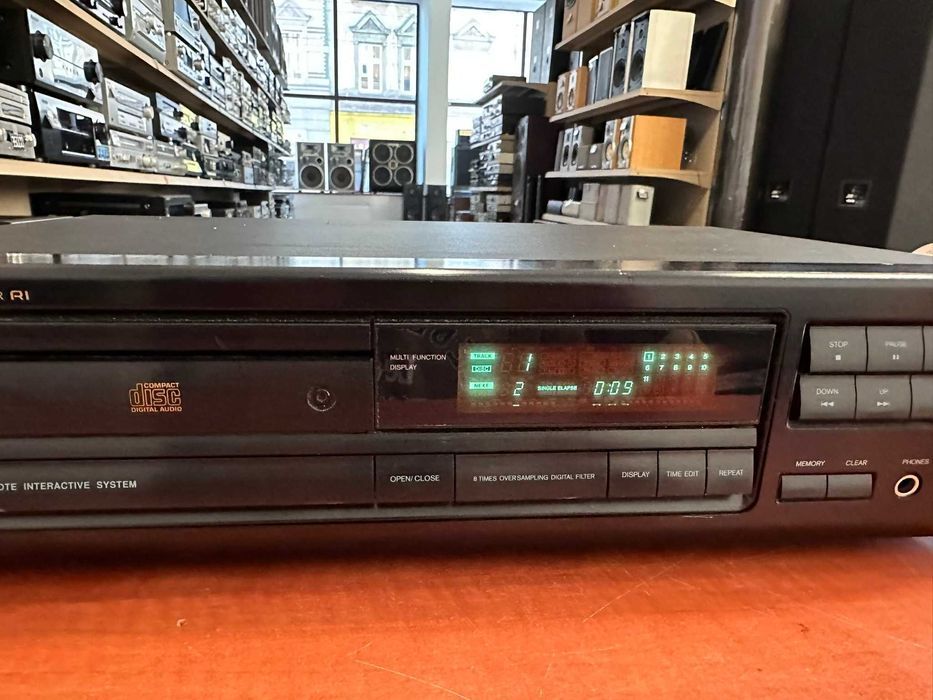 R RI
MULTI FUNCTION
DISPLAY
TRACK 1
DISC
NEXT 2 SINGLE ELAPSE 0:09
1 2 3 4 5
6 7 8 9 10
11
STOP PAUSE
DOWN UP
COMPACT
disc
DIGITAL AUDIO
OTE INTERACTIVE SYSTEM
OPEN/CLOSE
8 TIMES OVERSAMPLING DIGITAL FILTER
DISPLAY TIME EDIT REPEAT
MEMORY CLEAR PHONES